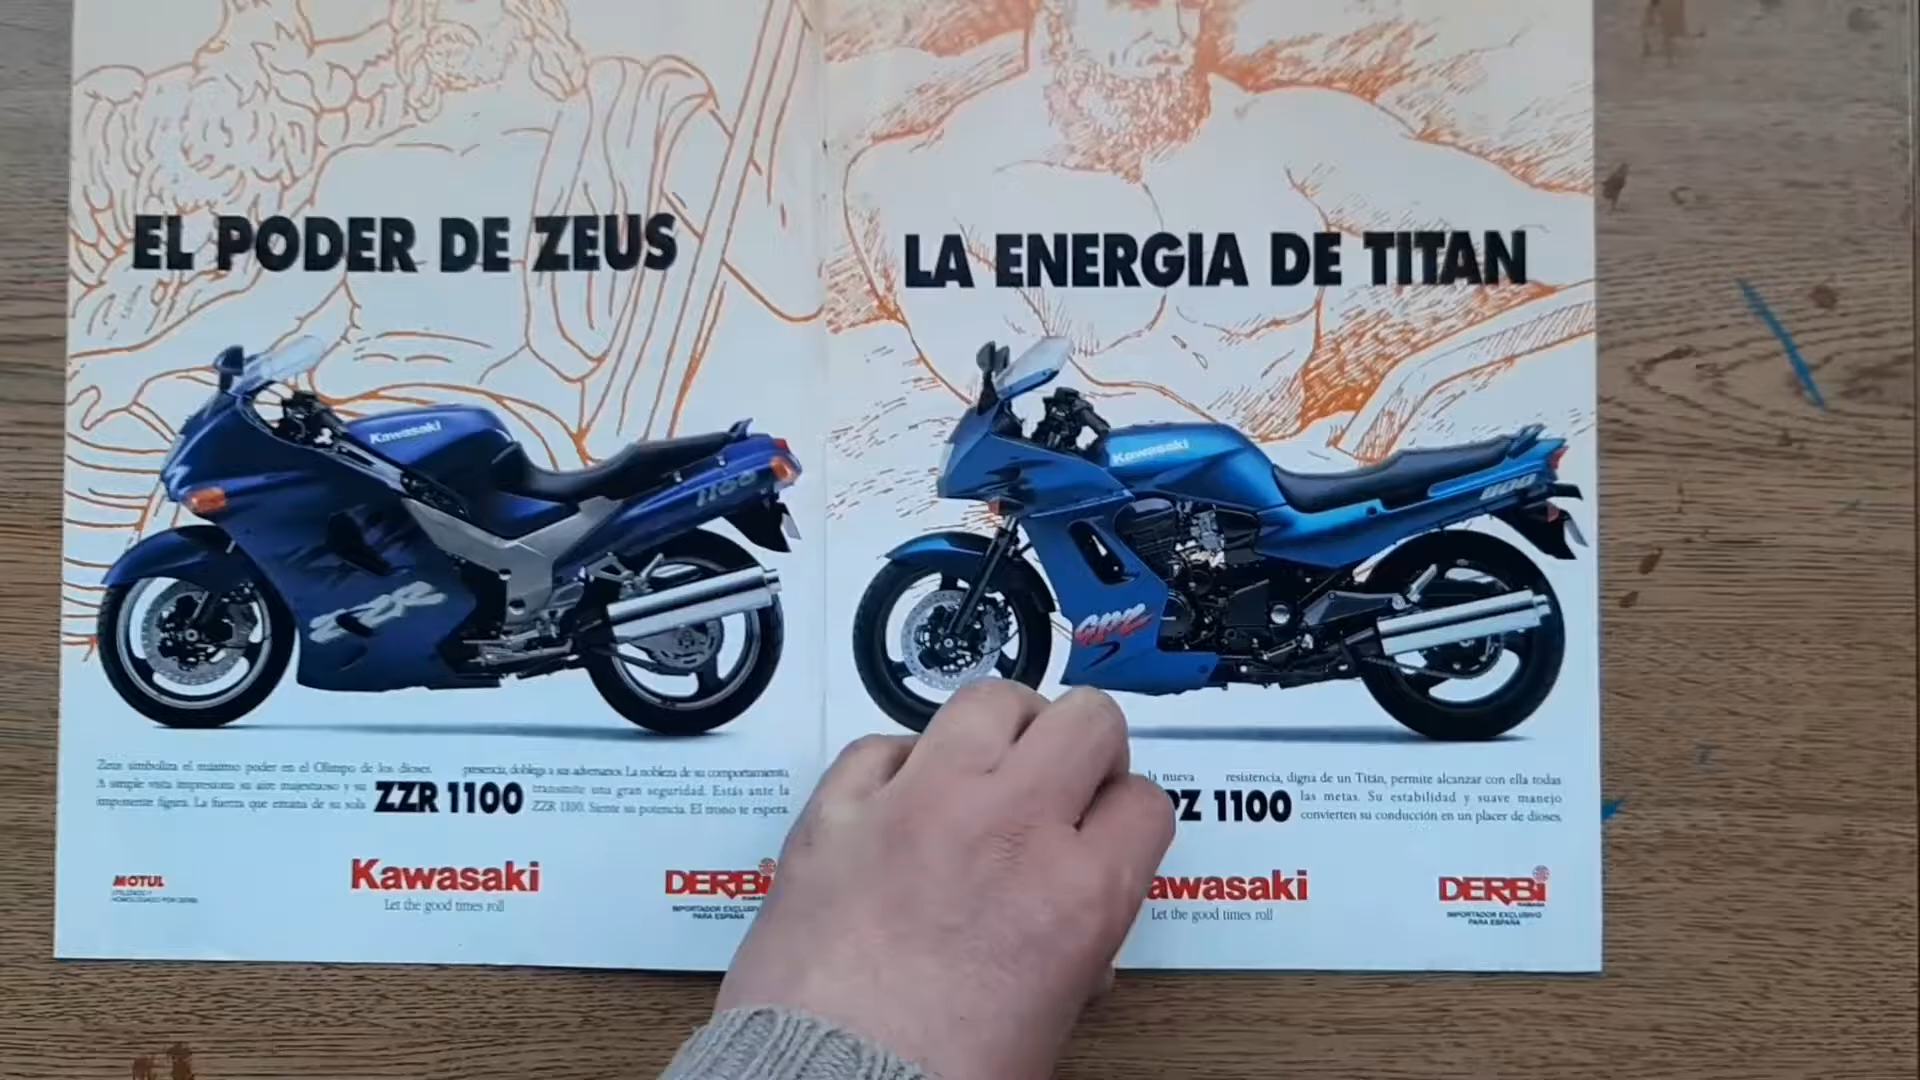 EL PODER DE ZEUS
Kawasaki
1100
ZZR
Zeus simboliza el máximo poder en el Olimpo de los dioses.
A simple vista impresiona su aire majestuoso y su
imponente figura. La fuerza que emana de su sola
ZZR 1100
presencia, doblega a sus adversarios. La nobleza de su comportamiento
transmite una gran seguridad. Estás ante la
ZZR 1100. Siente su potencia. El trono te espera.
MOTUL
UTILIZADO Y
HOMOLOGADO POR DERBI
Kawasaki
Let the good times roll
DERBi
IMPORTADOR EXCLUSIVO
PARA ESPAÑA
LA ENERGIA DE TITAN
Kawasaki
GPZ
la nueva
PZ 1100
resistencia, digna de un Titán, permite alcanzar con ella todas
las metas. Su estabilidad y suave manejo
convierten su conducción en un placer de dioses.
awasaki
Let the good times roll
DERBi
IMPORTADOR EXCLUSIVO
PARA ESPAÑA